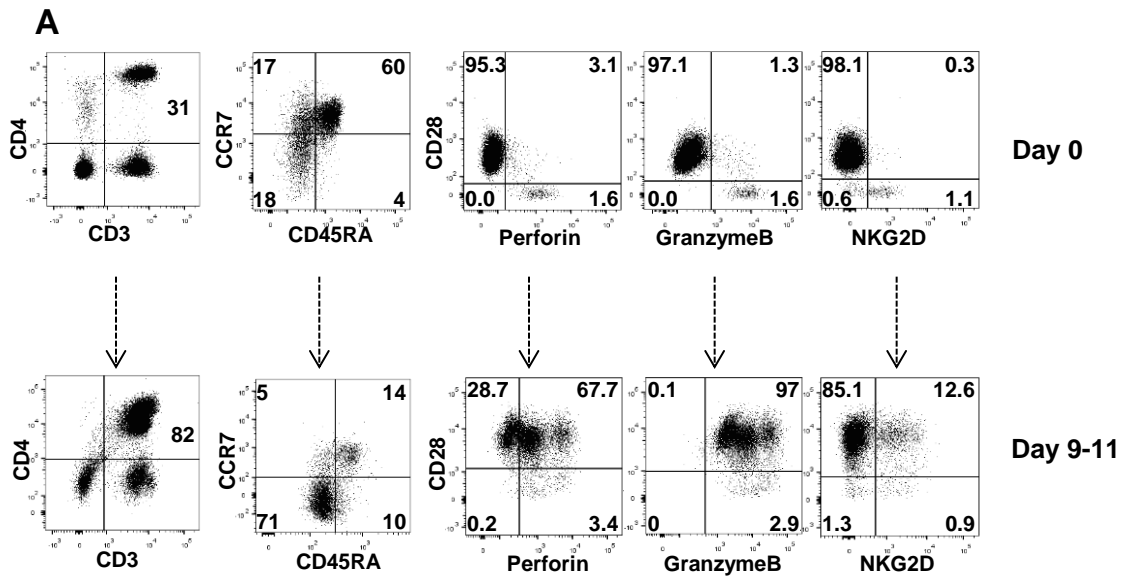 A
31
CD4
CD3
17 60
18 4
CCR7
CD45RA
95.3 3.1
0.0 1.6
CD28
Perforin
97.1 1.3
0.0 1.6
GranzymeB
98.1 0.3
0.6 1.1
NKG2D
Day 0
82
CD4
CD3
5 14
71 10
CCR7
CD45RA
28.7 67.7
0.2 3.4
CD28
Perforin
0.1 97
0 2.9
GranzymeB
85.1 12.6
1.3 0.9
NKG2D
Day 9-11